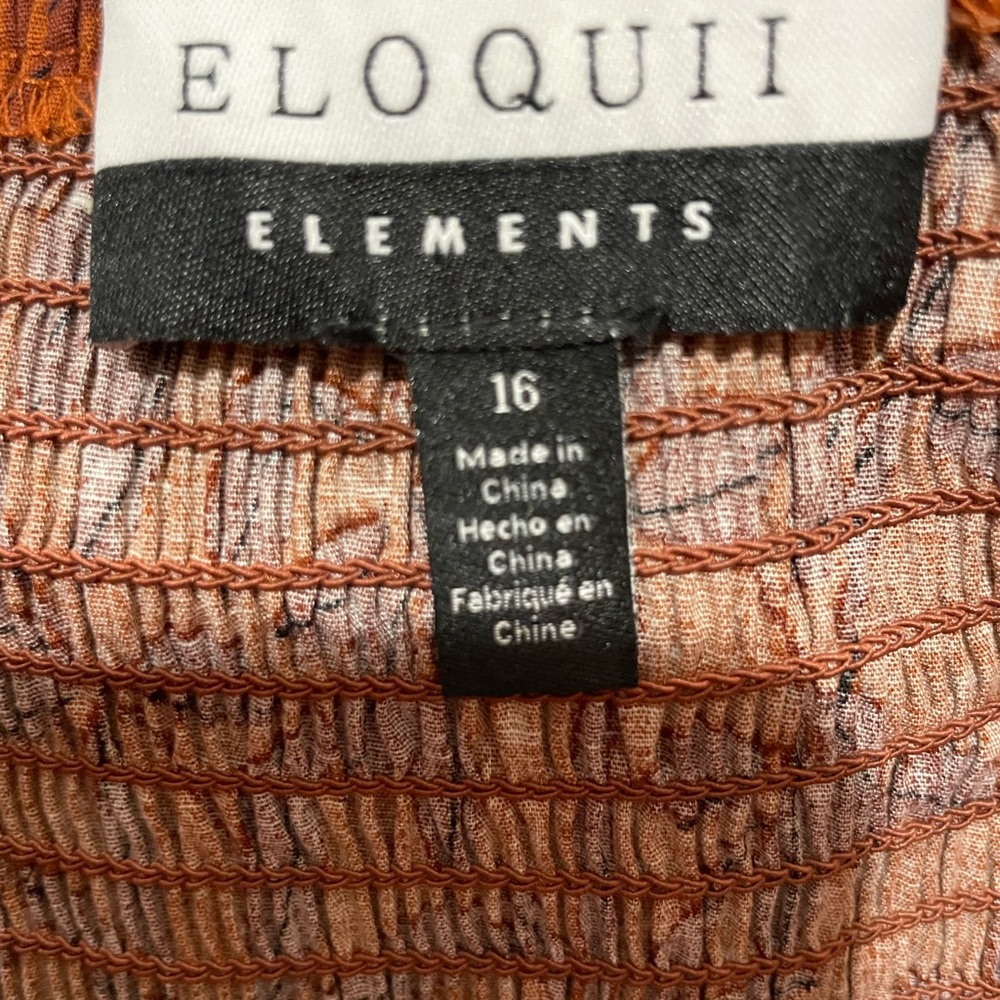 ELOQUII
ELEMENTS
16
Made in
China
Hecho en
China
Fabriqué en
Chine